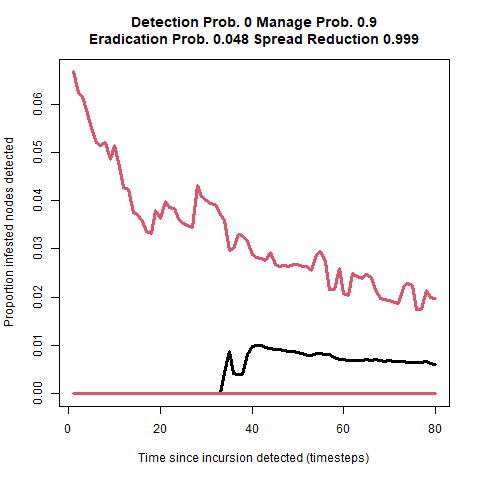 Detection Prob. 0 Manage Prob. 0.9
Eradication Prob. 0.048 Spread Reduction 0.999
Proportion infested nodes detected
0.06
0.05
0.04
0.03
0.02
0.01
0.00
0 20 40 60 80
Time since incursion detected (timesteps)